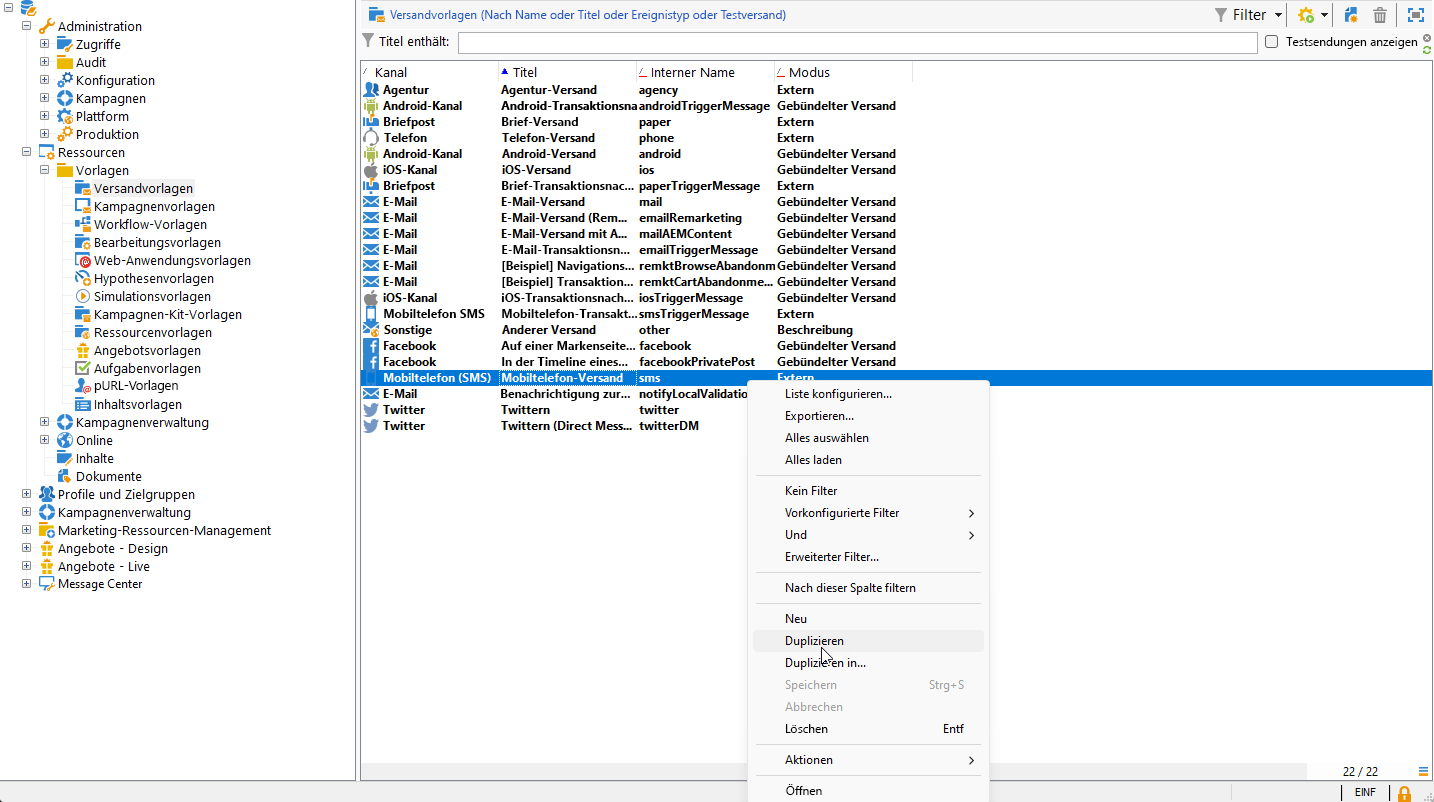 Administration
Zugriffe
Audit
Konfiguration
Kampagnen
Plattform
Produktion
Ressourcen
Vorlagen
Versandvorlagen
Kampagnenvorlagen
Workflow-Vorlagen
Bearbeitungsvorlagen
Web-Anwendungsvorlagen
Hypothesenvorlagen
Simulationsvorlagen
Kampagnen-Kit-Vorlagen
Ressourcenvorlagen
Angebotsvorlagen
Aufgabenvorlagen
pURL-Vorlagen
Inhaltsvorlagen
Kampagnenverwaltung
Online
Inhalte
Dokumente
Profile und Zielgruppen
Kampagnenverwaltung
Marketing-Ressourcen-Management
Angebote - Design
Angebote - Live
Message Center
Versandvorlagen (Nach Name oder Titel oder Ereignistyp oder Testversand)
Filter
Titel enthält:
Testsendungen anzeigen
Kanal Titel Interner Name Modus
Agentur Agentur-Versand agency Extern
Android-Kanal Android-Transaktionsna androidTriggerMessage Gebündelter Versand
Briefpost Brief-Versand paper Extern
Telefon Telefon-Versand phone Extern
Android-Kanal Android-Versand android Gebündelter Versand
iOS-Kanal iOS-Versand ios Gebündelter Versand
Briefpost Brief-Transaktionsnac... paperTriggerMessage Extern
E-Mail E-Mail-Versand mail Gebündelter Versand
E-Mail E-Mail-Versand (Rem... emailRemarketing Gebündelter Versand
E-Mail E-Mail-Versand mit A... mailAEMContent Gebündelter Versand
E-Mail E-Mail-Transaktionsn... emailTriggerMessage Gebündelter Versand
E-Mail [Beispiel] Navigations... remktBrowseAbandonm Gebündelter Versand
E-Mail [Beispiel] Transaktion... remktCartAbandonme... Gebündelter Versand
iOS-Kanal iOS-Transaktionsnach... iosTriggerMessage Gebündelter Versand
Mobiltelefon SMS Mobiltelefon-Transakt... smsTriggerMessage Extern
Sonstige Anderer Versand other Beschreibung
Facebook Auf einer Markenseite... facebook Gebündelter Versand
Facebook In der Timeline eines... facebookPrivatePost Gebündelter Versand
Mobiltelefon (SMS) Mobiltelefon-Versand sms Extern
E-Mail Benachrichtigung zur... notifyLocalValidatio
Twitter Twittern twitter
Twitter Twittern (Direct Mess... twitterDM
Liste konfigurieren...
Exportieren...
Alles auswählen
Alles laden
Kein Filter
Vorkonfigurierte Filter
Und
Erweiterter Filter...
Nach dieser Spalte filtern
Neu
Duplizieren
Duplizieren in...
Speichern Strg+S
Abbrechen
Löschen Entf
Aktionen
Öffnen
22 / 22
EINF